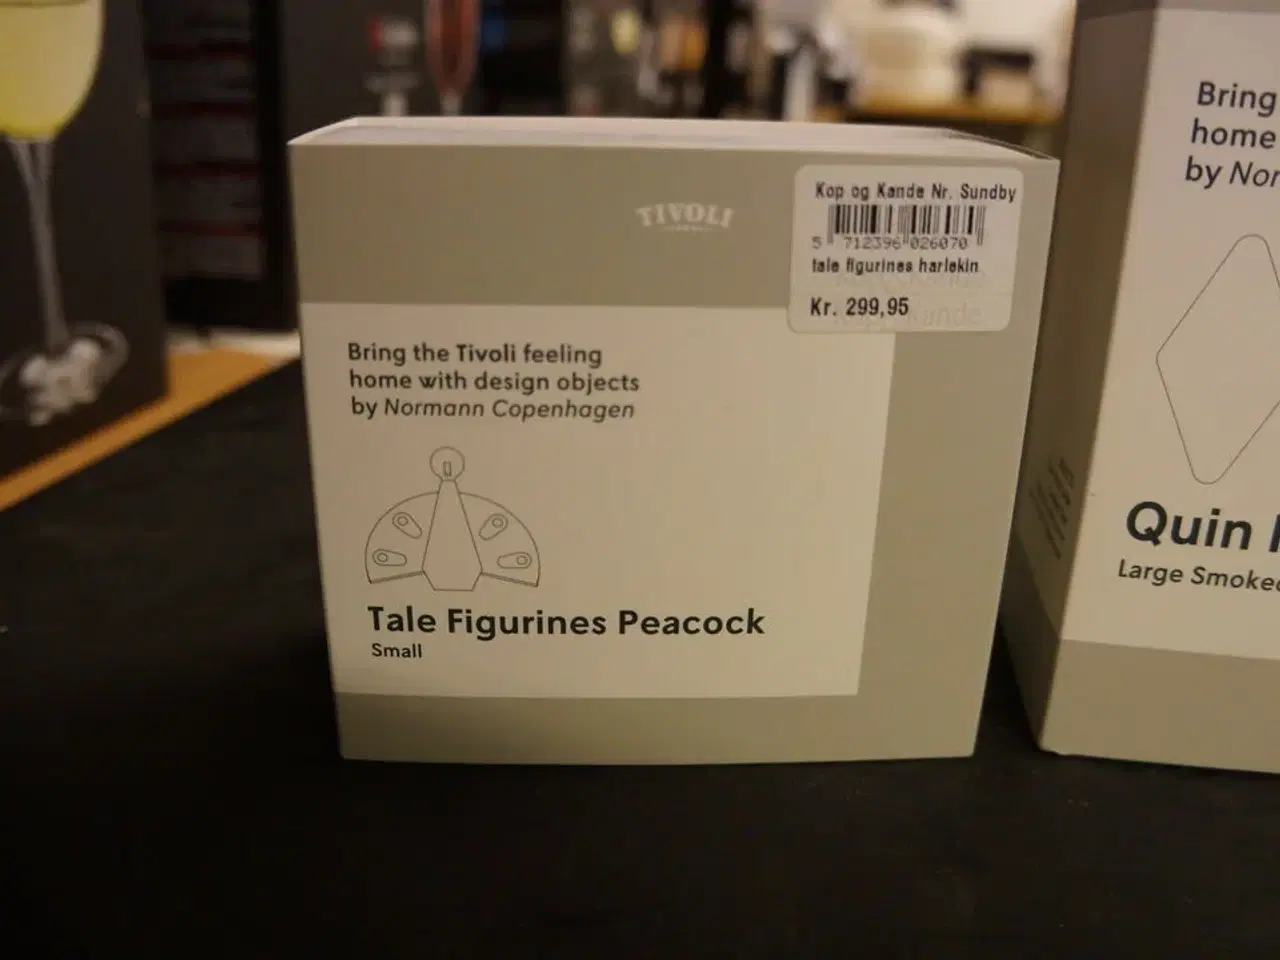 TIVOLI
Kop og Kande Nr. Sundby
5 712396 026070
tale figurines harlekin
Kr. 299,95
Bring the Tivoli feeling
home with design objects
by Normann Copenhagen
Tale Figurines Peacock
Small
Bring
home
by Nor
Quin
Large Smoked